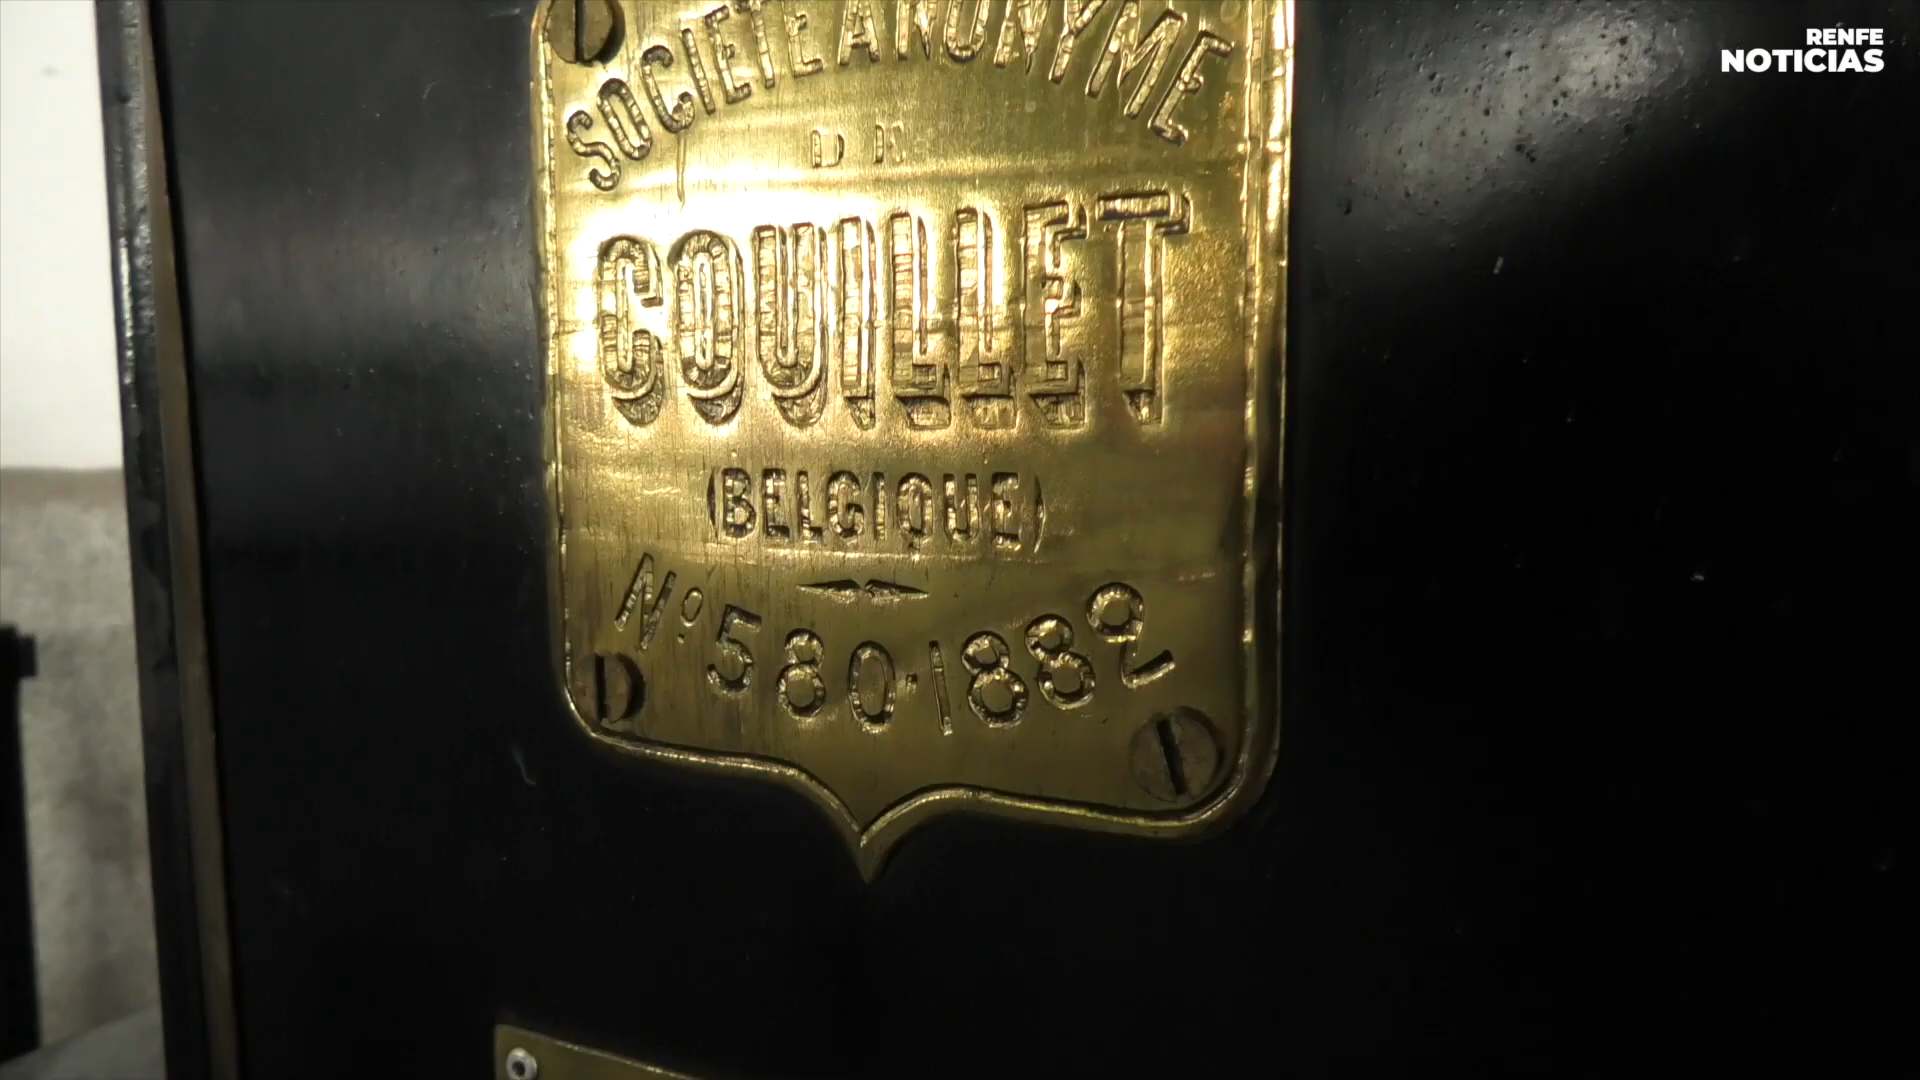 SOCIETE ANONYME
DE
COUILLET
(BELGIQUE)
Nº 580·1882
RENFE
NOTICIAS